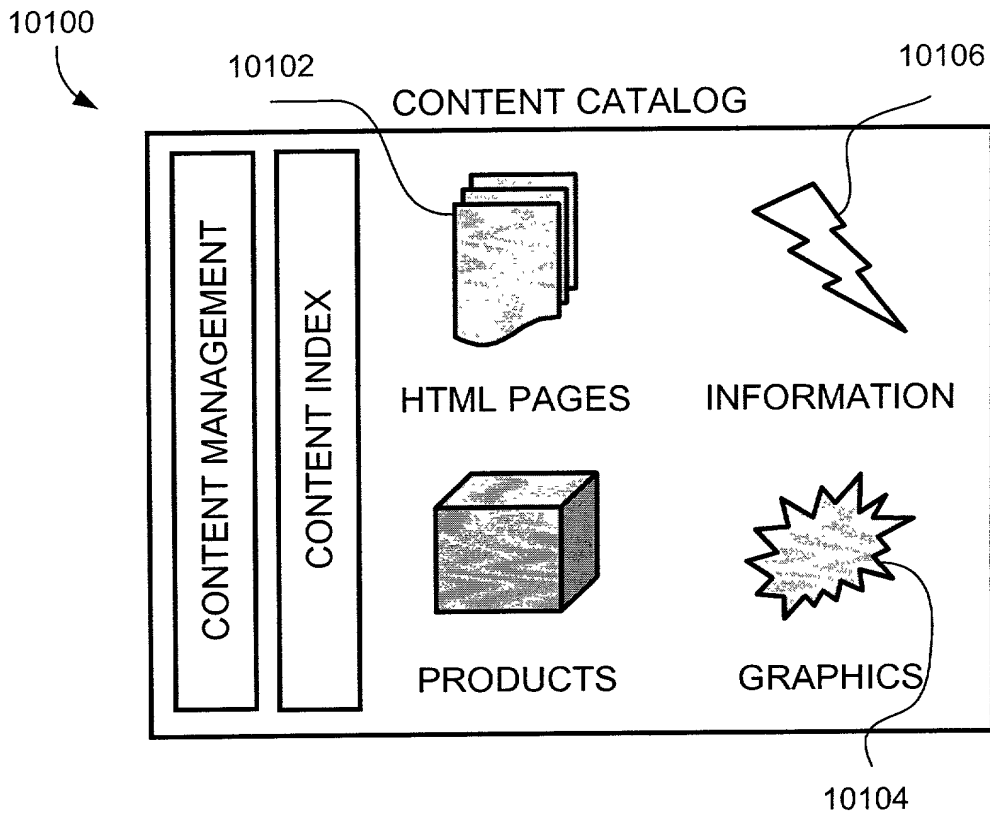 10100
10102
10106
CONTENT CATALOG
CONTENT MANAGEMENT
CONTENT INDEX
HTML PAGES
INFORMATION
PRODUCTS
GRAPHICS
10104